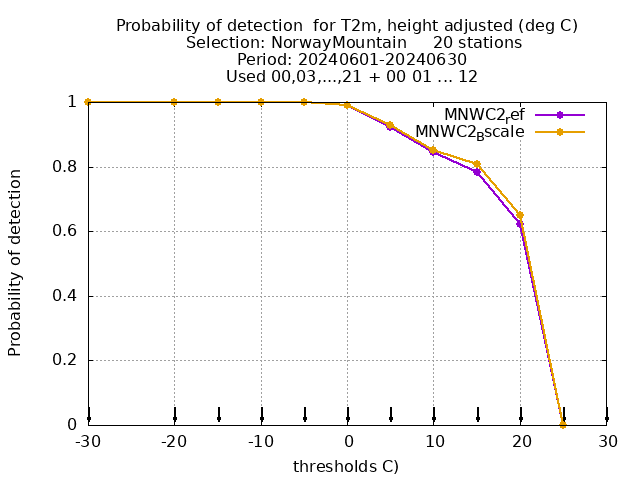 Probability of detection  for T2m, height adjusted (deg C)
Selection: NorwayMountain     20 stations
Period: 20240601-20240630
Used 00,03,...,21 + 00 01 ... 12
MNWC2ref
MNWC2Bscale
1
0.8
0.6
0.4
0.2
0
Probability of detection
-30 -20 -10 0 10 20 30
thresholds C)